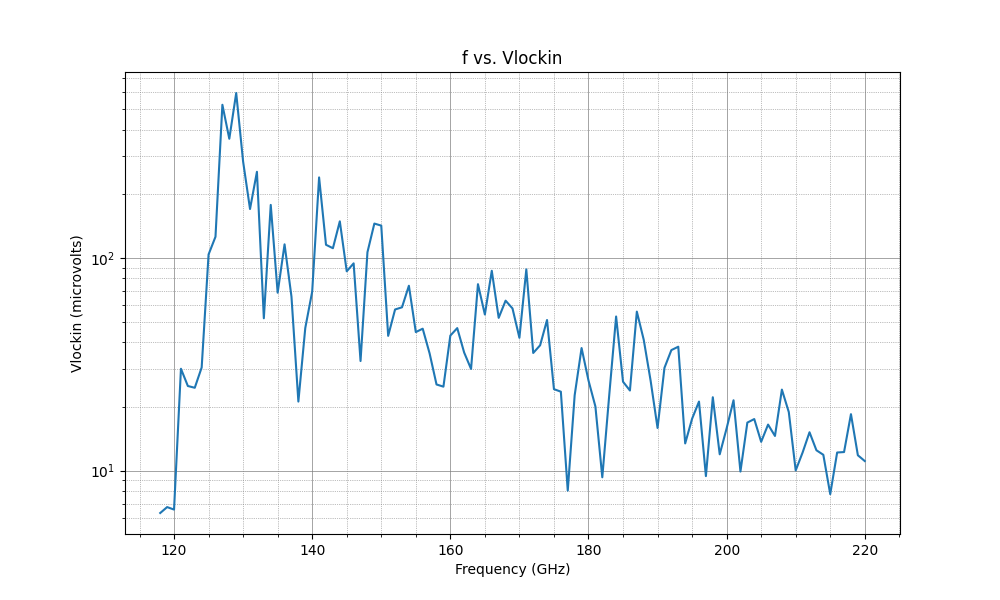 f vs. Vlockin
Vlockin (microvolts)
10²
10¹
120 140 160 180 200 220
Frequency (GHz)